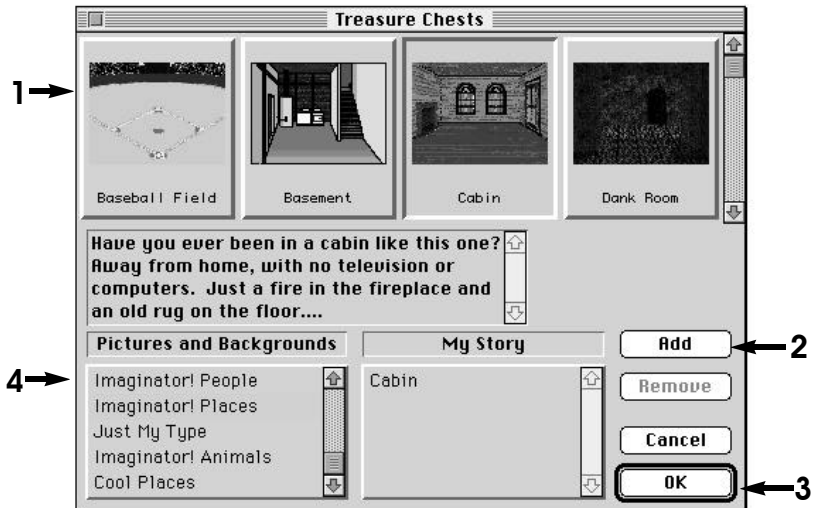 Treasure Chests
1
Baseball Field
Basement
Cabin
Dank Room
Have you ever been in a cabin like this one?
Away from home, with no television or
computers. Just a fire in the fireplace and
an old rug on the floor....
Pictures and Backgrounds
My Story
Add
2
4
Imaginator! People
Imaginator! Places
Just My Type
Imaginator! Animals
Cool Places
Cabin
Remove
Cancel
OK
3